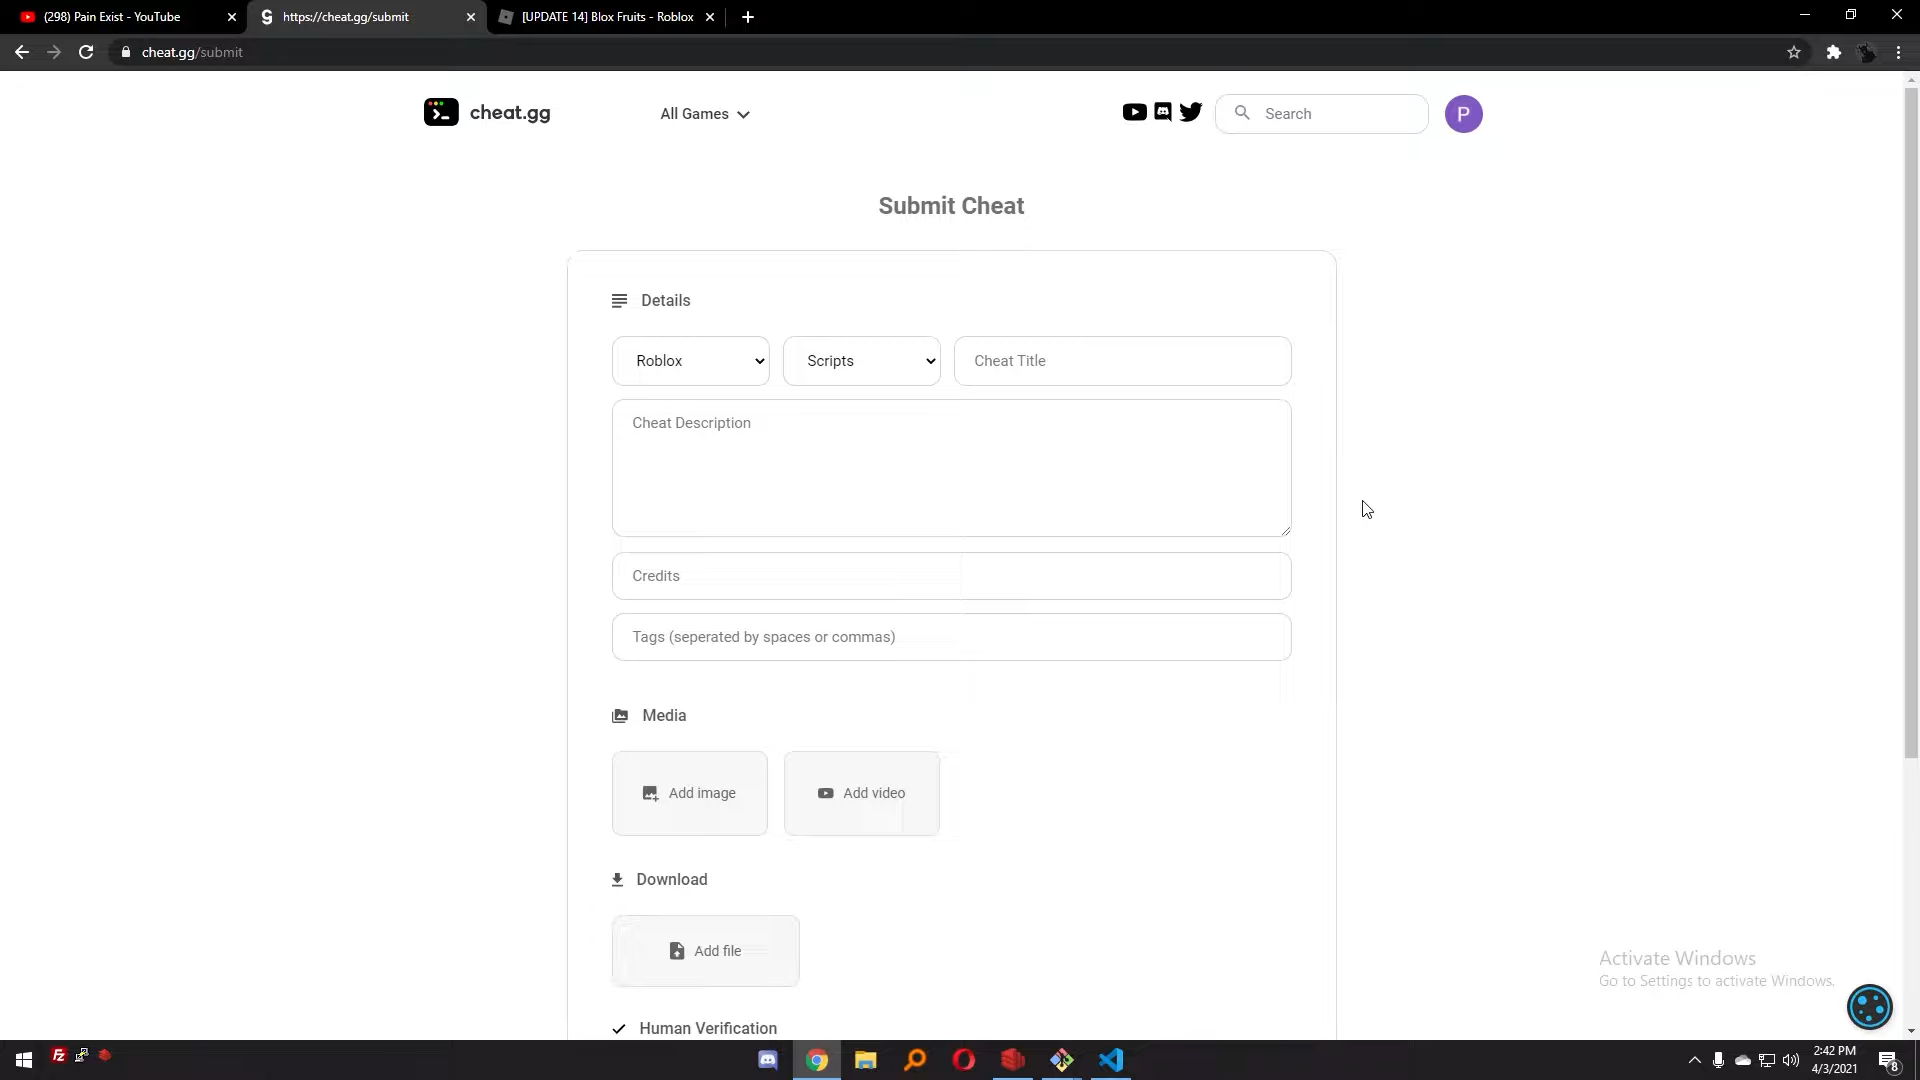 (298) Pain Exist - YouTube
https://cheat.gg/submit
[UPDATE 14] Blox Fruits - Roblox
cheat.gg/submit
cheat.gg
All Games
Search
P
Submit Cheat
Details
Roblox
Scripts
Cheat Title
Cheat Description
Credits
Tags (seperated by spaces or commas)
Media
Add image
Add video
Download
Add file
Human Verification
Activate Windows
Go to Settings to activate Windows.
2:42 PM
4/3/2021
8